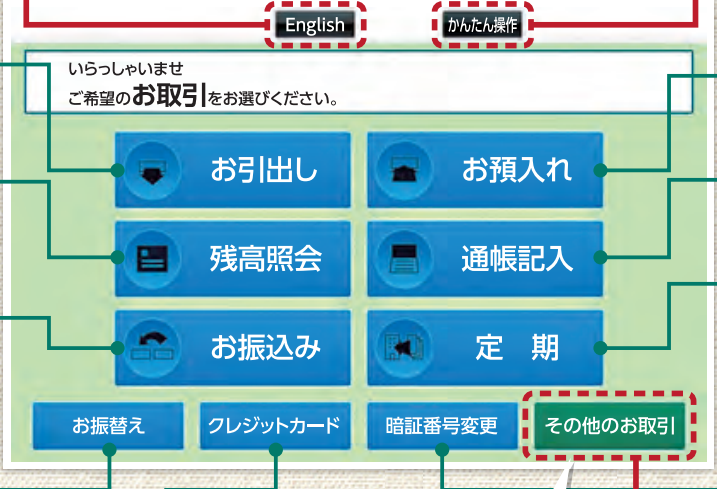 English
かんたん操作
いらっしゃいませ
ご希望のお取引をお選びください。
お引出し
お預入れ
残高照会
通帳記入
お振込み
定　期
お振替え
クレジットカード
暗証番号変更
その他のお取引